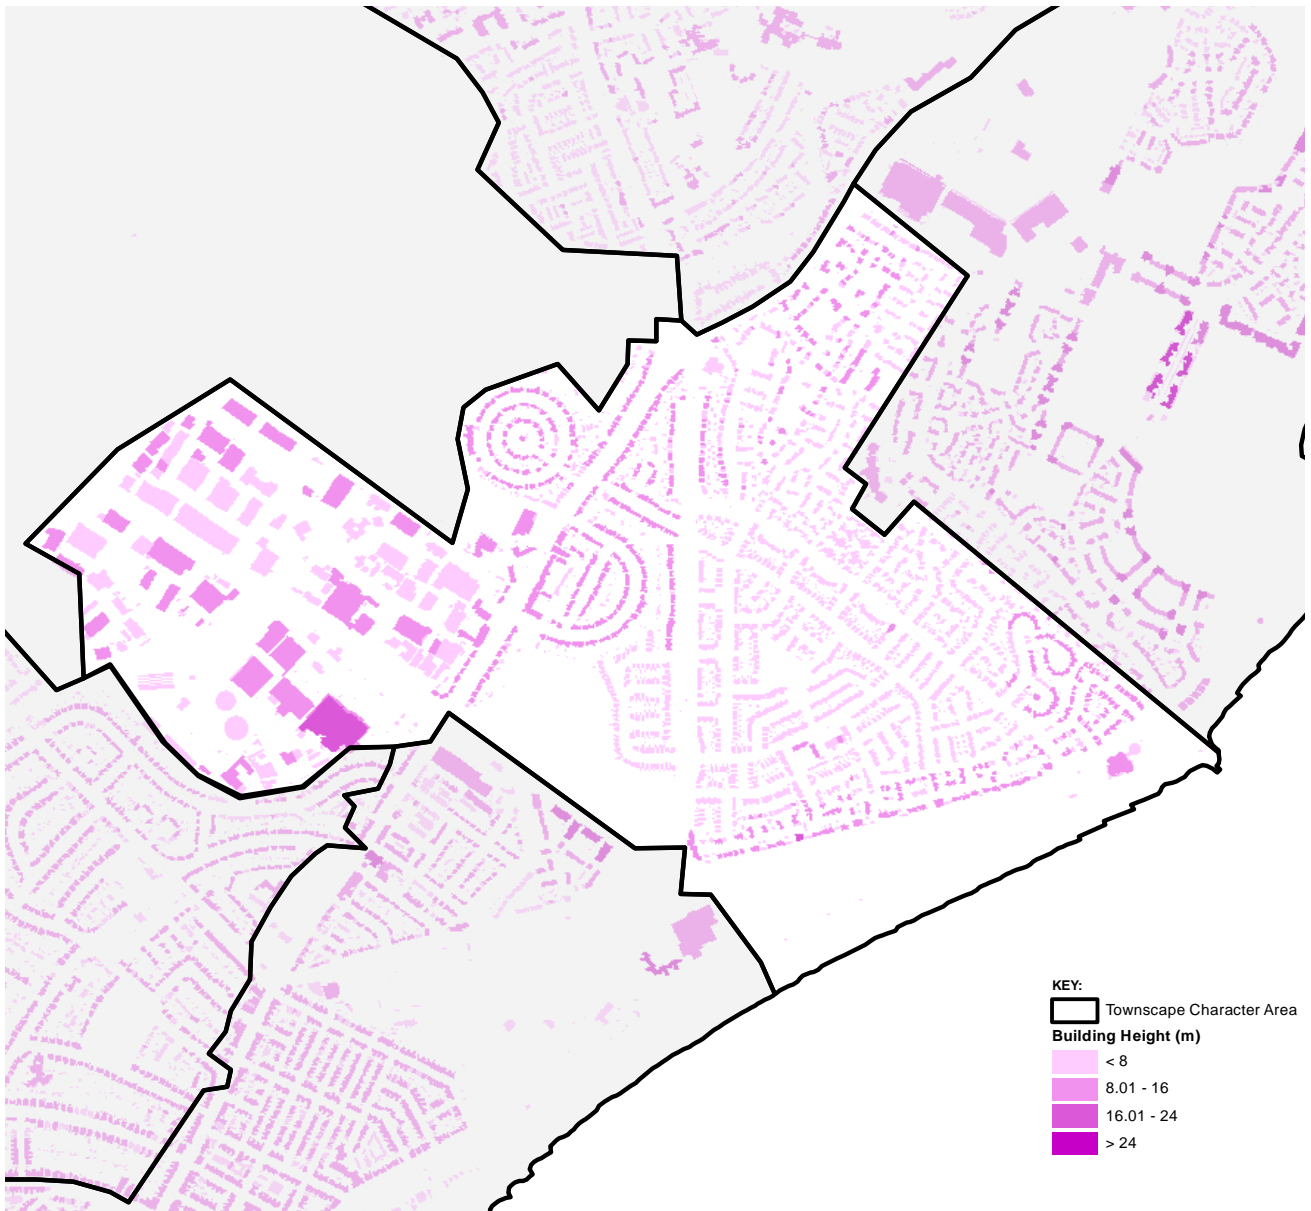 KEY:
Townscape Character Area
Building Height (m)
< 8
8.01 - 16
16.01 - 24
> 24